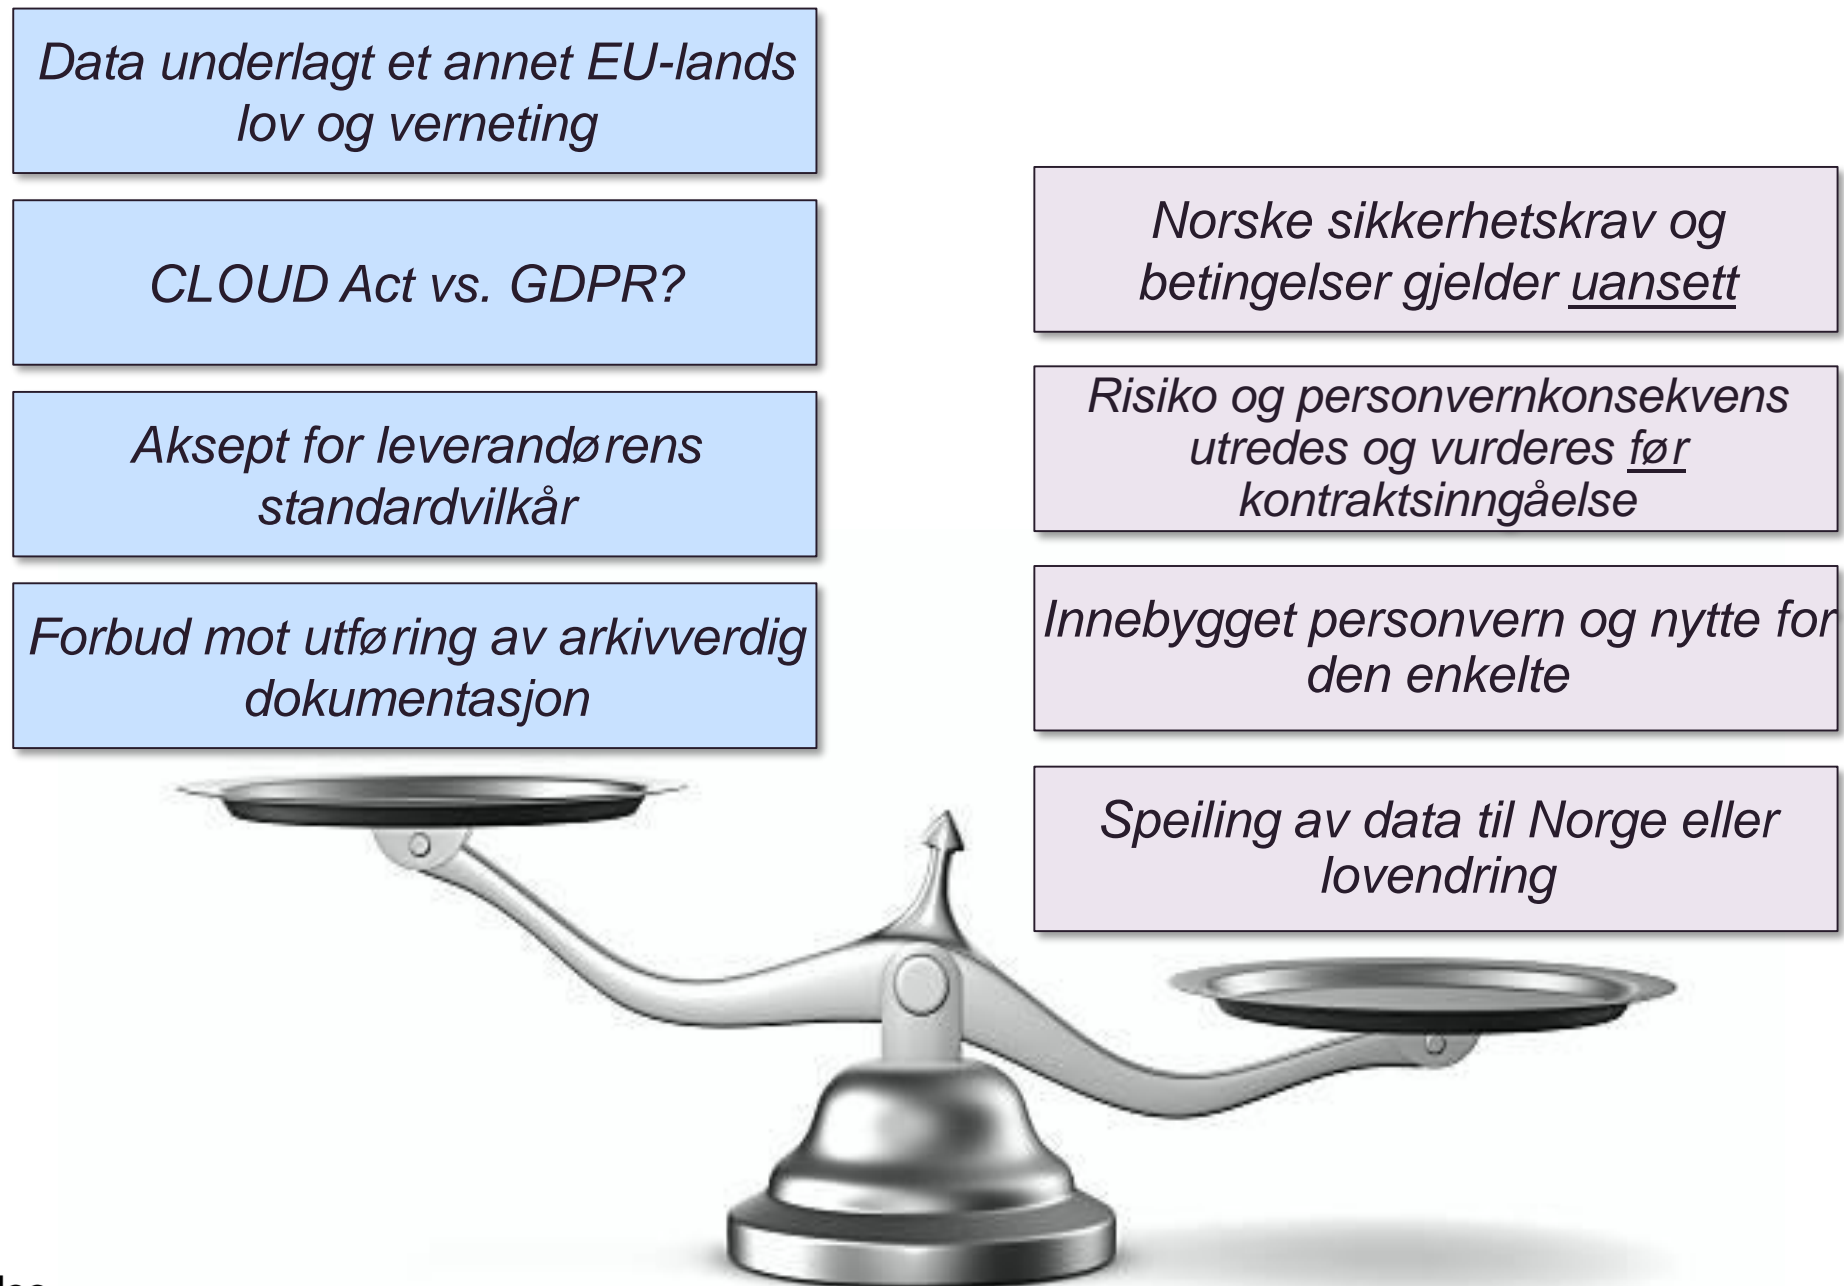 Data underlagt et annet EU-lands
lov og verneting
CLOUD Act vs. GDPR?
Aksept for leverandørens
standardvilkår
Forbud mot utføring av arkivverdig
dokumentasjon
Norske sikkerhetskrav og
betingelser gjelder uansett
Risiko og personvernkonsekvens
utredes og vurderes før
kontraktsinngåelse
Innebygget personvern og nytte for
den enkelte
Speiling av data til Norge eller
lovendring